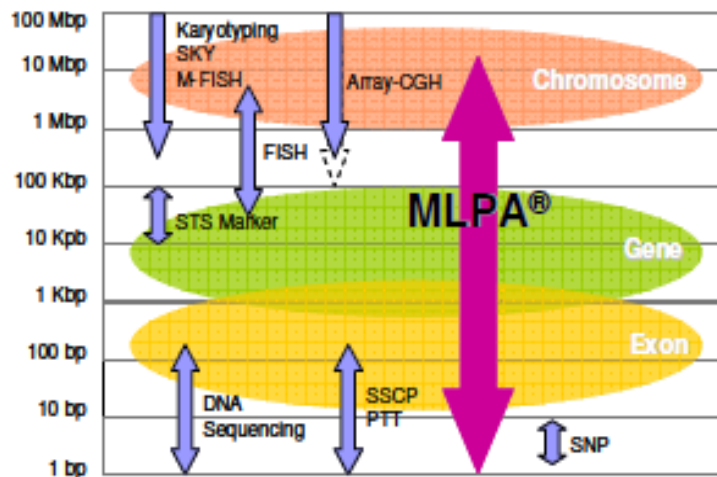 100 Mbp
10 Mbp
1 Mbp
100 Kbp
10 Kpb
1 Kbp
100 bp
10 bp
1 bp
Karyotyping
SKY
M-FISH
Array-CGH
Chromosome
FISH
STS Marker
MLPA®
Gene
Exon
DNA
Sequencing
SSCP
PTT
SNP